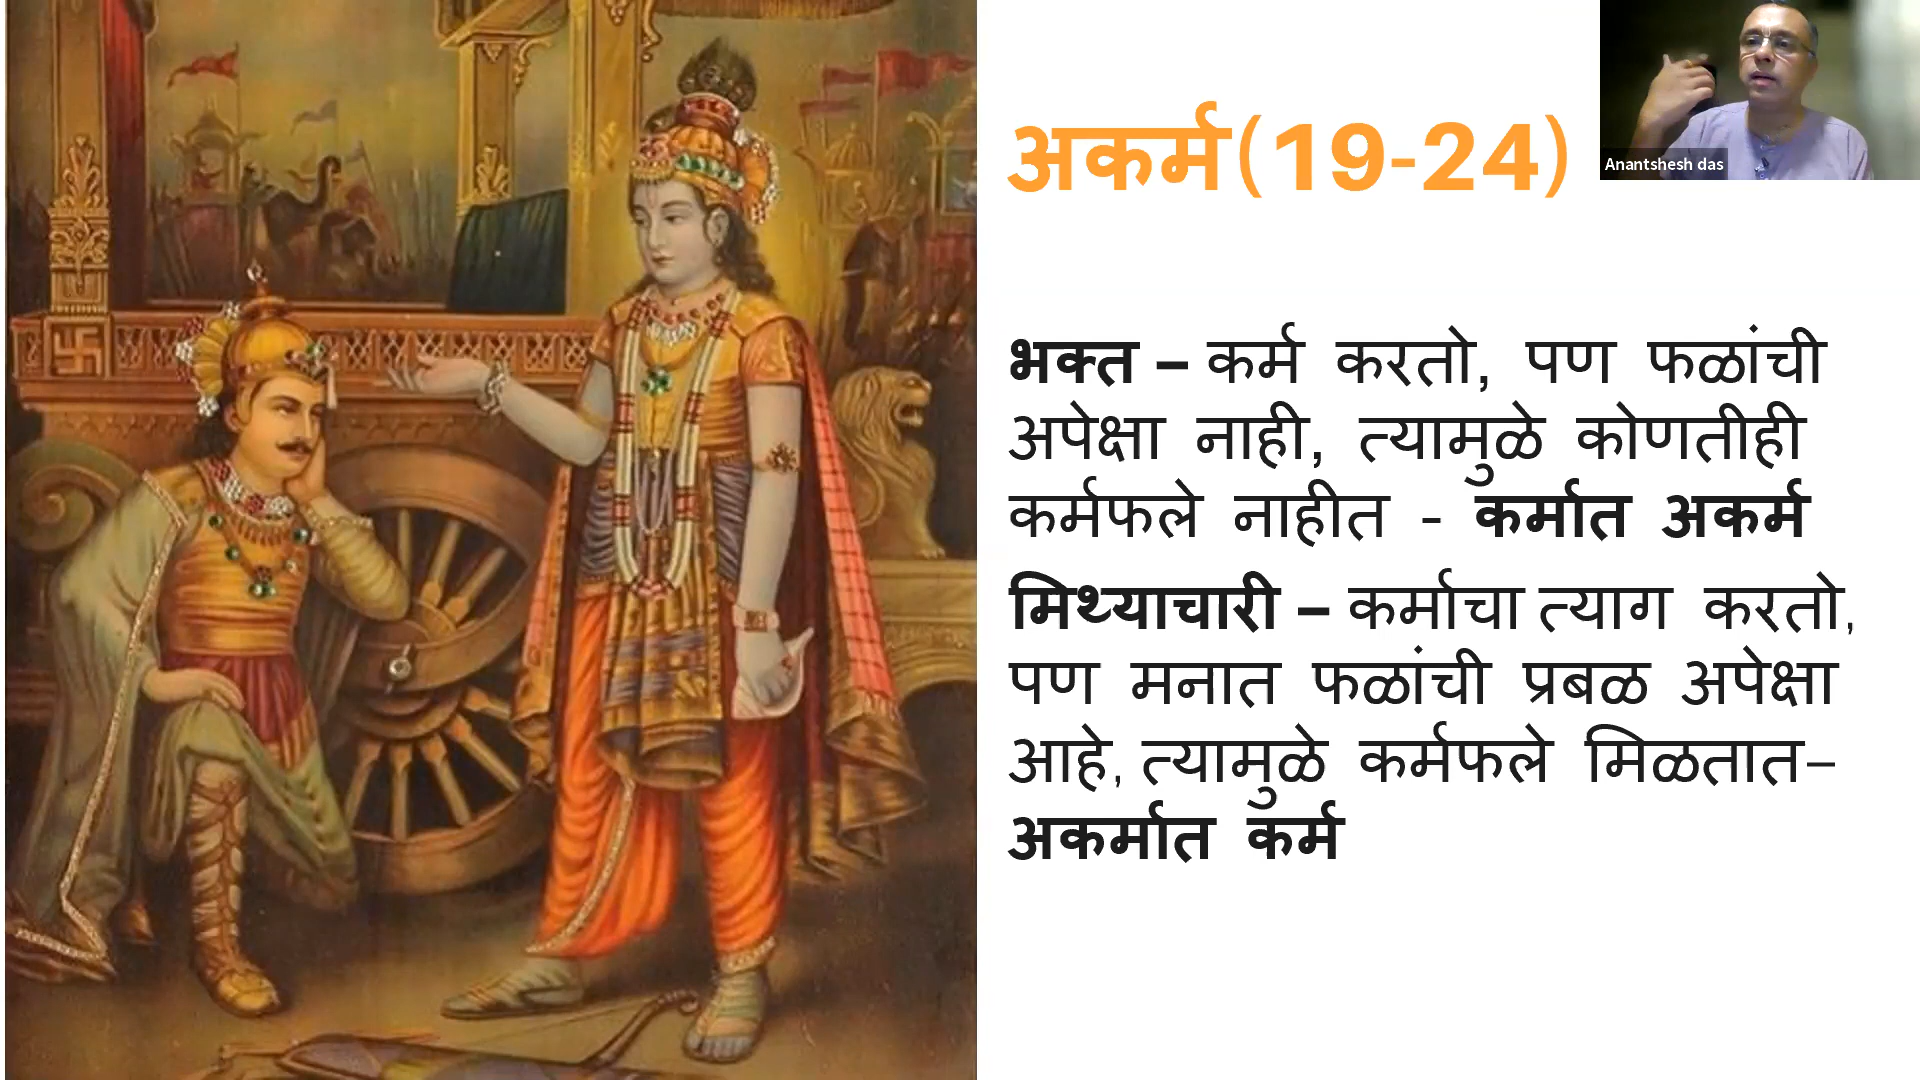 अकर्म(19-24)
Anantshesh das
भक्त – कर्म करतो, पण फळांची
अपेक्षा नाही, त्यामुळे कोणतीही
कर्मफले नाहीत - कर्मात अकर्म
मिथ्याचारी – कर्माचा त्याग करतो,
पण मनात फळांची प्रबळ अपेक्षा
आहे, त्यामुळे कर्मफले मिळतात–
अकर्मात कर्म